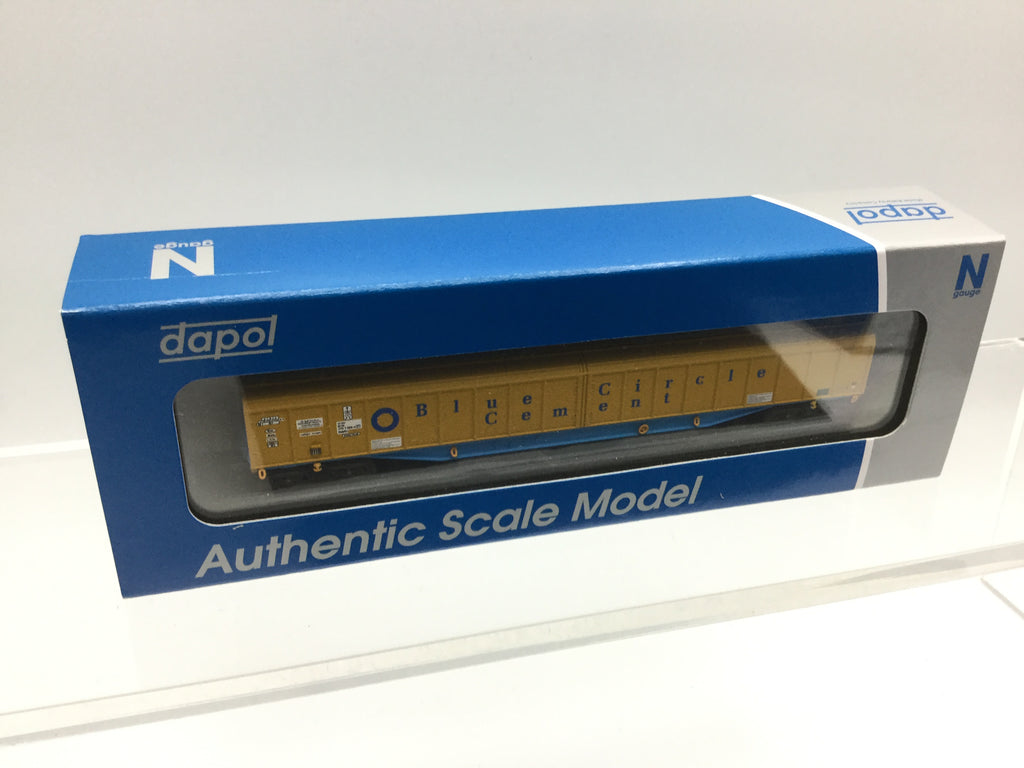 dapol
N
gauge
N
gauge
dapol
Blue Circle
Cement
Authentic Scale Model